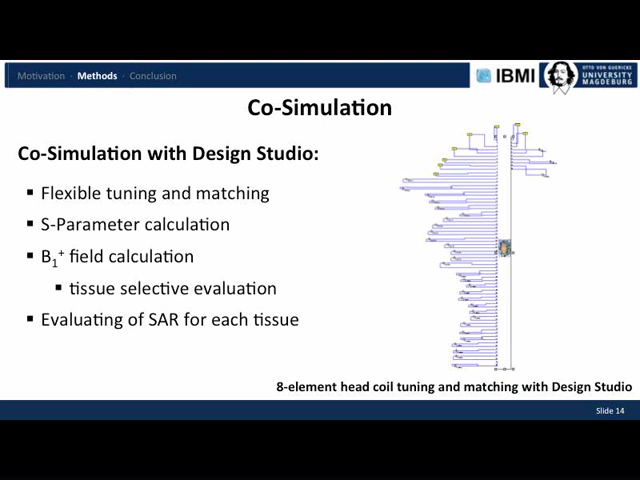 Motivation · Methods · Conclusion
IBMI
OTTO VON GUERICKE
UNIVERSITY
MAGDEBURG
Co-Simulation
Co-Simulation with Design Studio:
▪ Flexible tuning and matching
▪ S-Parameter calculation
▪ B₁⁺ field calculation
▪ tissue selective evaluation
▪ Evaluating of SAR for each tissue
8-element head coil tuning and matching with Design Studio
Slide 14